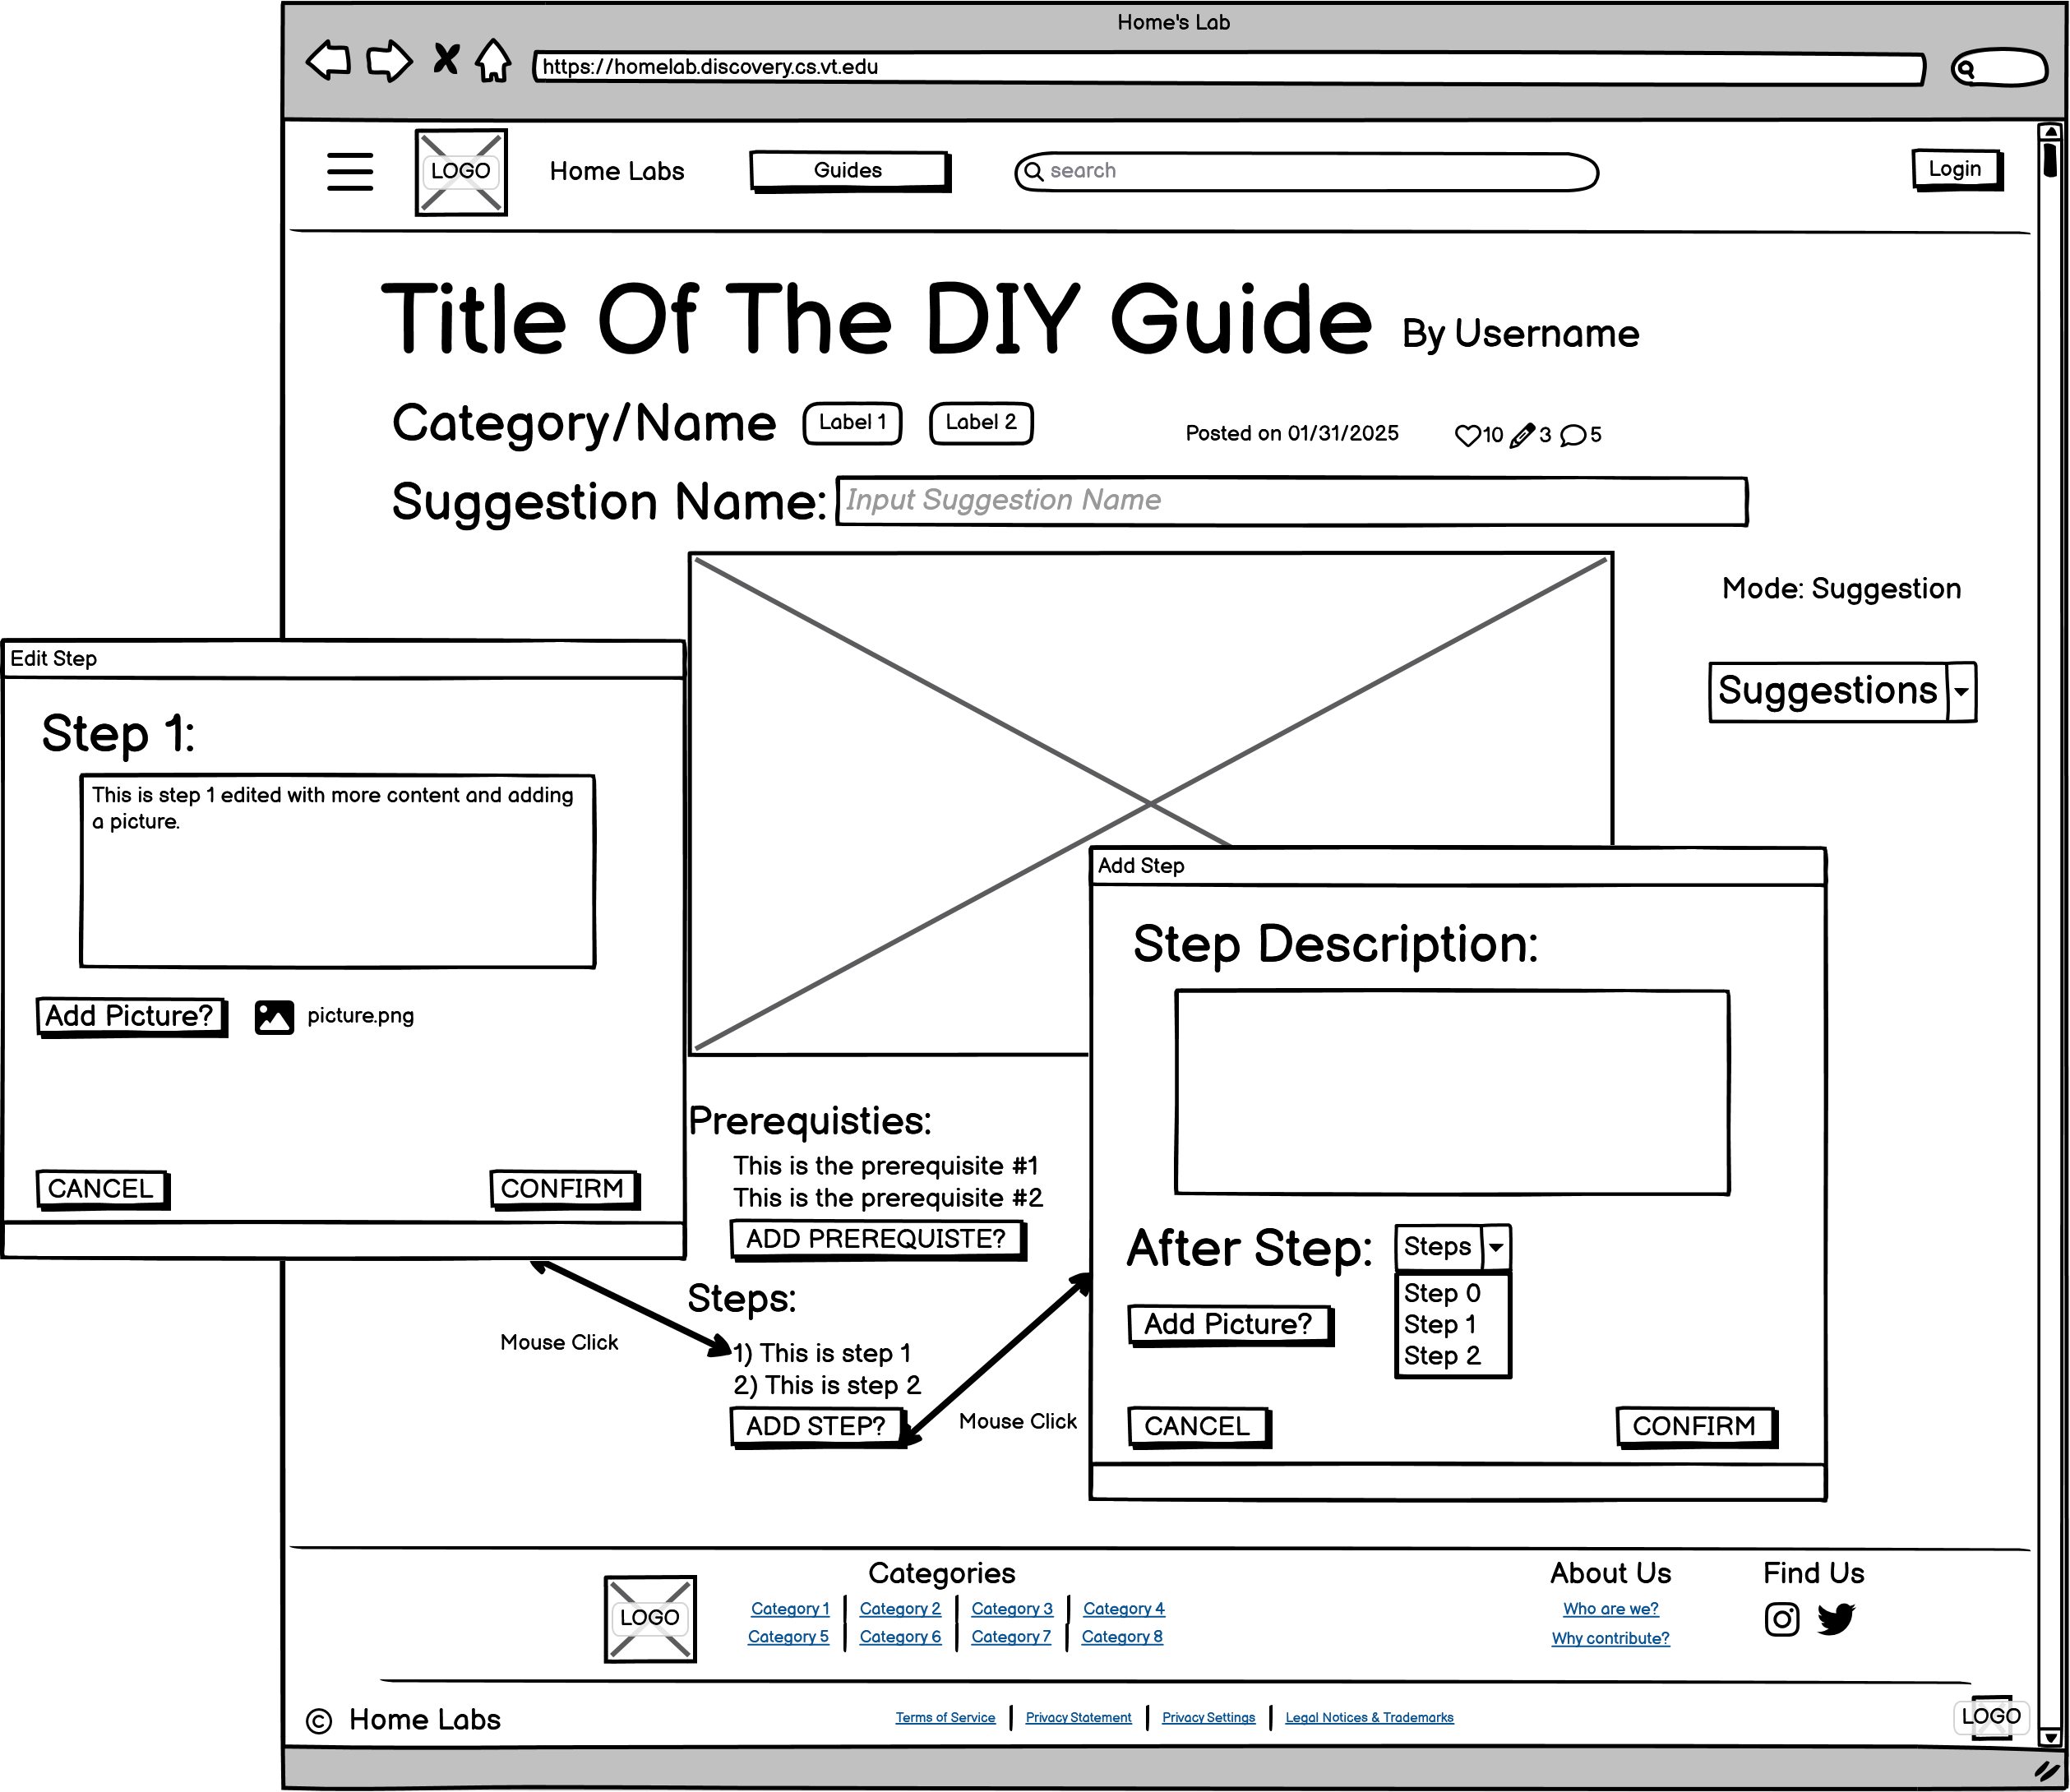 Home's Lab
https://homelab.discovery.cs.vt.edu
LOGO
Home Labs
Guides
search
Login
Title Of The DIY Guide By Username
Category/Name
Label 1
Label 2
Posted on 01/31/2025
10 3 5
Suggestion Name:
Input Suggestion Name
Mode: Suggestion
Suggestions
Edit Step
Step 1:
This is step 1 edited with more content and adding
a picture.
Add Picture?
picture.png
CANCEL
CONFIRM
Prerequisties:
This is the prerequisite #1
This is the prerequisite #2
ADD PREREQUISTE?
Steps:
1) This is step 1
2) This is step 2
ADD STEP?
Mouse Click
Mouse Click
Add Step
Step Description:
After Step:
Steps
Step 0
Step 1
Step 2
Add Picture?
CANCEL
CONFIRM
LOGO
Categories
Category 1
Category 2
Category 3
Category 4
Category 5
Category 6
Category 7
Category 8
About Us
Who are we?
Why contribute?
Find Us
© Home Labs
Terms of Service
Privacy Statement
Privacy Settings
Legal Notices & Trademarks
LOGO